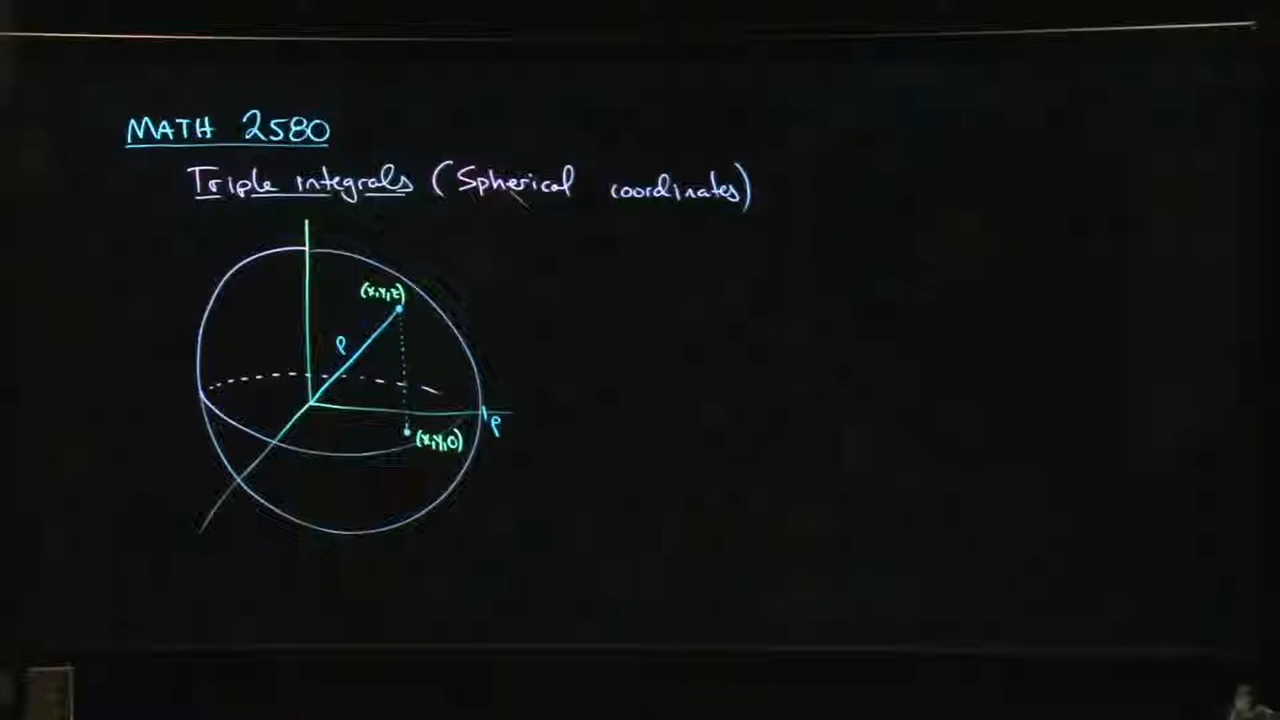 MATH 2580
Triple integrals (Spherical coordinates)
(x,y,z)
ρ
ρ
(x,y,0)